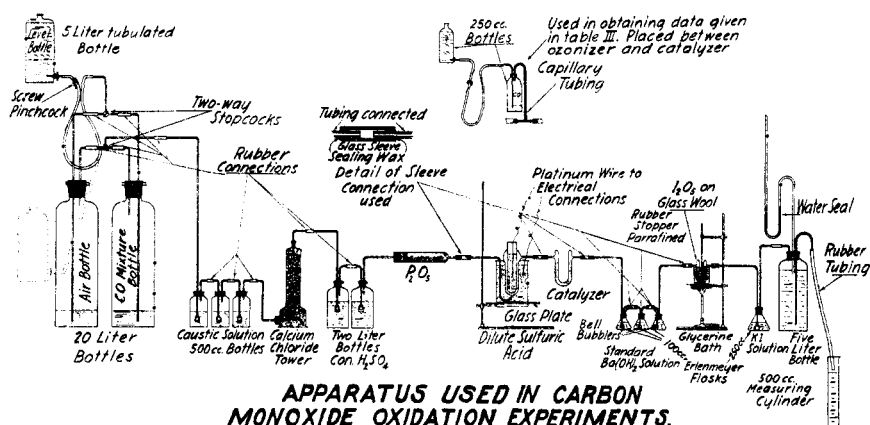 Level
Bottle
5 Liter tubulated
Bottle
Screw
Pinchcock
Two-way
Stopcocks
Rubber
Connections
Air Bottle
CO Mixture
Bottle
20 Liter
Bottles
Caustic Solution
500cc. Bottles
Calcium
Chloride
Tower
Two Liter
Bottles
Con. H2SO4
Tubing connected
Glass Sleeve
Sealing Wax
Detail of Sleeve
Connection
used
P2O5
250 cc.
Bottles
Used in obtaining data given
in table III. Placed between
ozonizer and catalyzer
Capillary
Tubing
Platinum Wire to
Electrical
Connections
Catalyzer
Glass Plate
Dilute Sulfuric
Acid
I2O5 on
Glass Wool
Rubber
Stopper
Parrafined
Bell
Bubblers
Standard
Ba(OH)2 Solution
100cc.
250cc.
Erlenmeyer
Flasks
Glycerine
Bath
KI
Solution
Water Seal
Rubber
Tubing
Five
Liter
Bottle
500 cc.
Measuring
Cylinder
APPARATUS USED IN CARBON
MONOXIDE OXIDATION EXPERIMENTS.